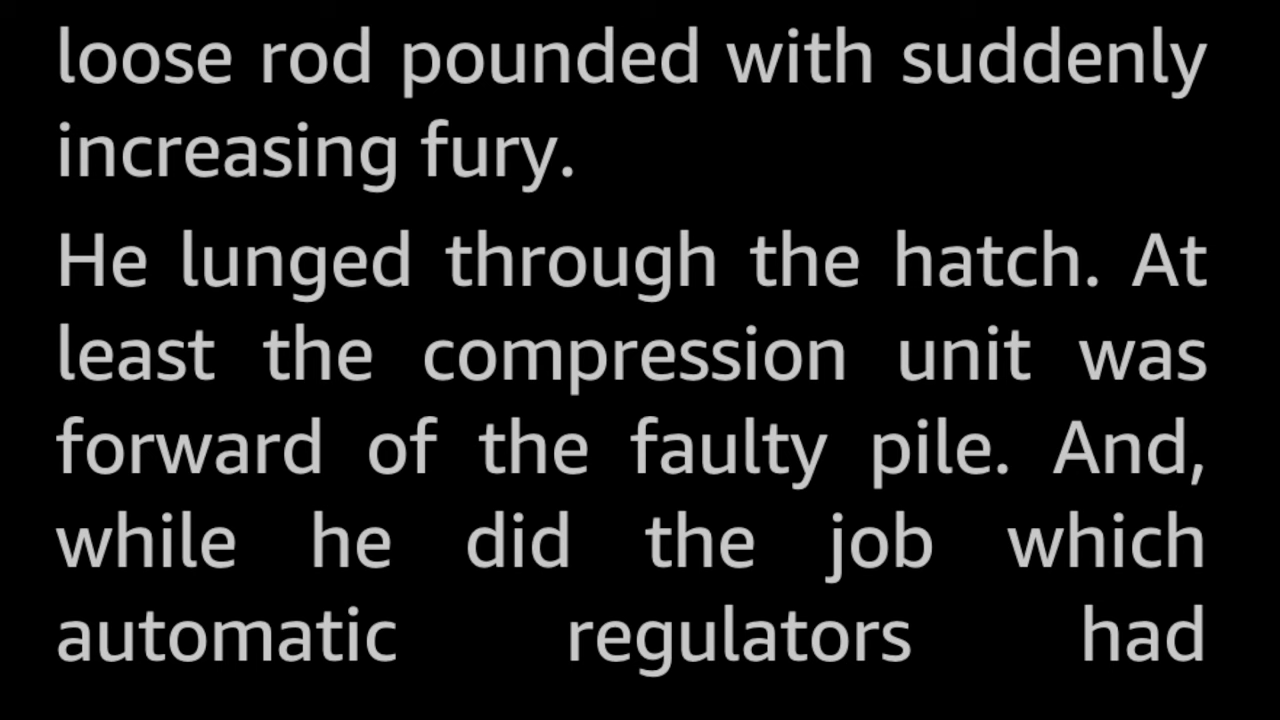 loose rod pounded with suddenly
increasing fury.
He lunged through the hatch. At
least the compression unit was
forward of the faulty pile. And,
while he did the job which
automatic regulators had